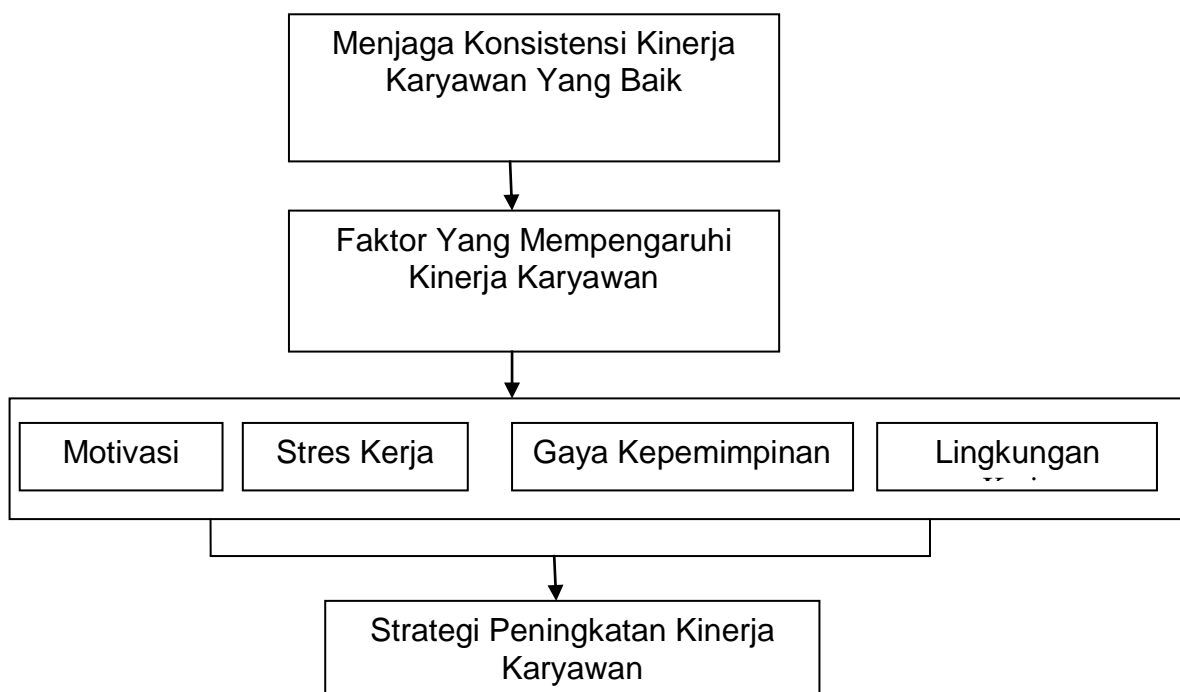 Menjaga Konsistensi Kinerja
Karyawan Yang Baik
Faktor Yang Mempengaruhi
Kinerja Karyawan
Motivasi
Stres Kerja
Gaya Kepemimpinan
Lingkungan
Strategi Peningkatan Kinerja
Karyawan